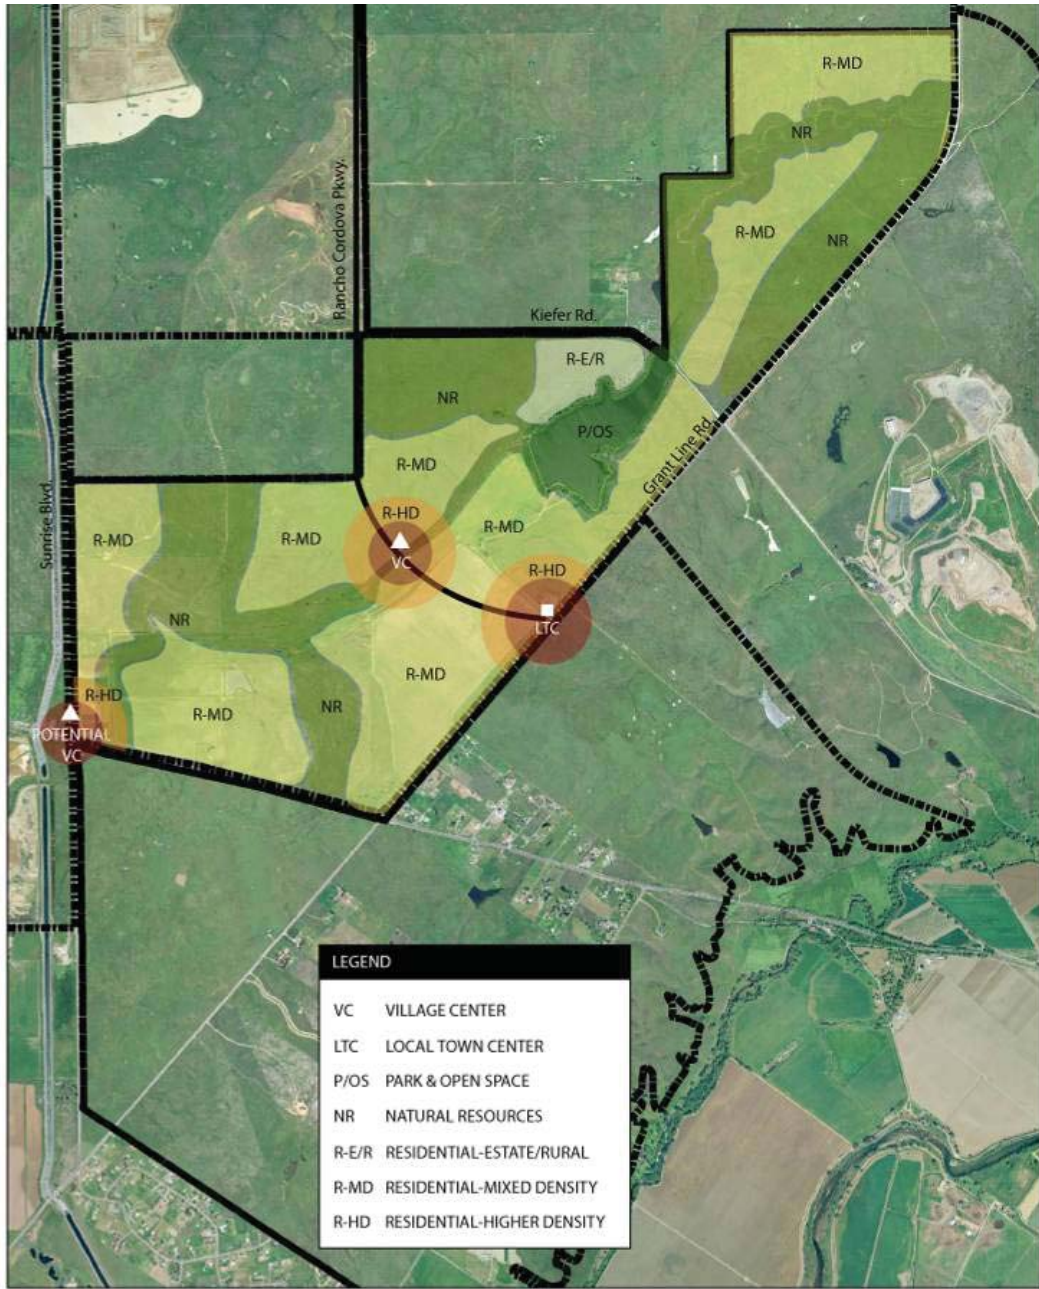 R-MD
NR
R-MD
NR
Rancho Cordova Pkwy.
Kiefer Rd.
R-E/R
NR
P/OS
Grant Line Rd.
R-MD
Sunrise Blvd.
R-HD
R-MD
R-MD
R-MD
VC
R-HD
NR
LTC
R-MD
R-HD
R-MD
NR
POTENTIAL
VC
LEGEND
VC VILLAGE CENTER
LTC LOCAL TOWN CENTER
P/OS PARK & OPEN SPACE
NR NATURAL RESOURCES
R-E/R RESIDENTIAL-ESTATE/RURAL
R-MD RESIDENTIAL-MIXED DENSITY
R-HD RESIDENTIAL-HIGHER DENSITY